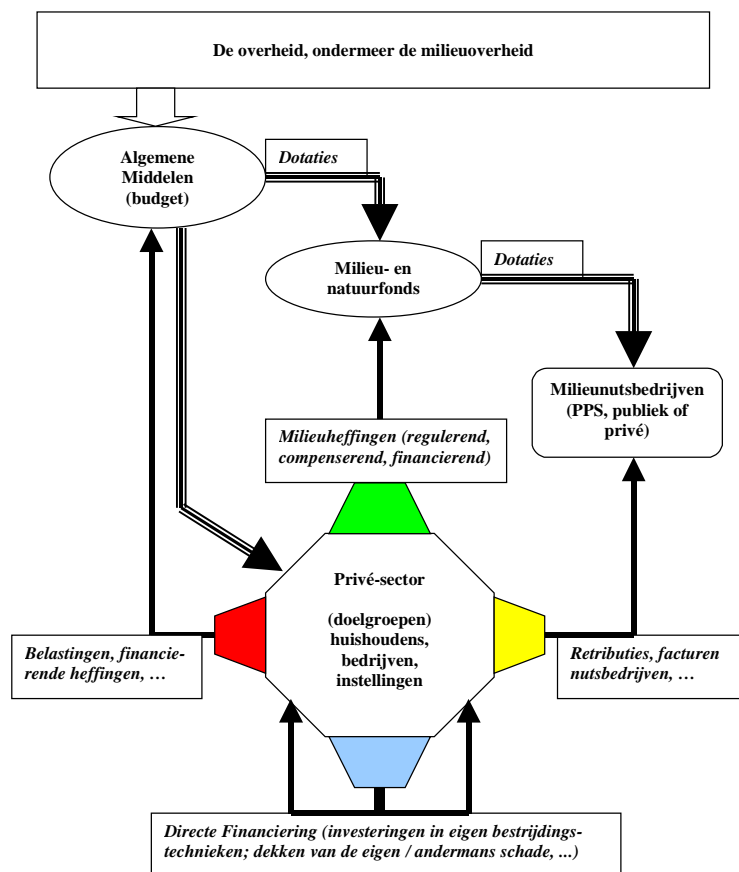 De overheid, ondermeer de milieuoverheid
Algemene
Middelen
(budget)
Dotaties
Milieu- en
natuurfonds
Dotaties
Milieunutsbedrijven
(PPS, publiek of
privé)
Milieuheffingen (regulerend,
compenserend, financierend)
Privé-sector
(doelgroepen)
huishoudens,
bedrijven,
instellingen
Belastingen, financie-
rende heffingen, …
Retributies, facturen
nutsbedrijven, …
Directe Financiering (investeringen in eigen bestrijdings-
technieken; dekken van de eigen / andermans schade, ...)